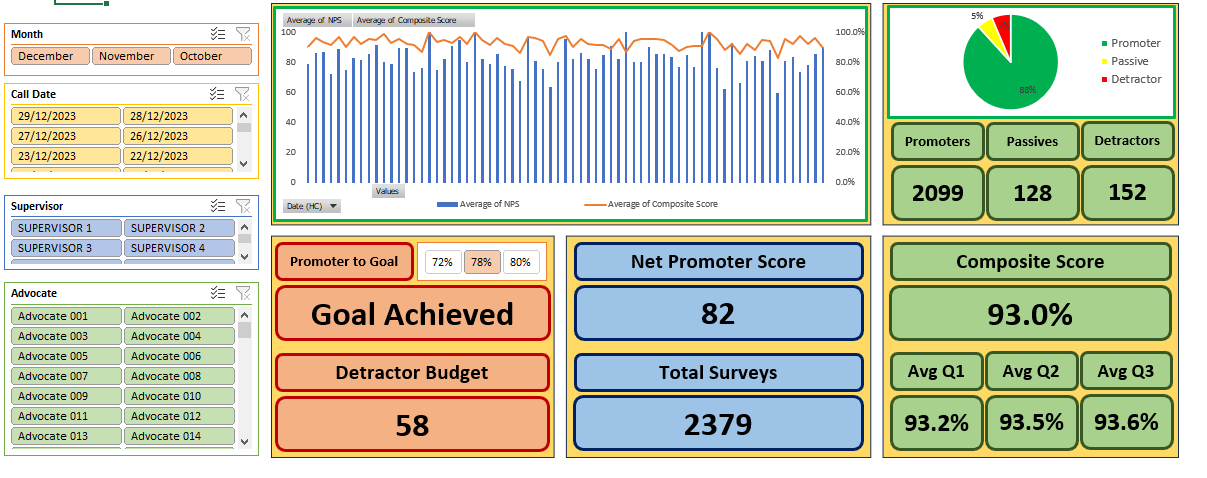 Month
December November October
Call Date
29/12/2023 28/12/2023
27/12/2023 26/12/2023
23/12/2023 22/12/2023
Supervisor
SUPERVISOR 1 SUPERVISOR 2
SUPERVISOR 3 SUPERVISOR 4
Advocate
Advocate 001 Advocate 002
Advocate 003 Advocate 004
Advocate 005 Advocate 006
Advocate 007 Advocate 008
Advocate 009 Advocate 010
Advocate 011 Advocate 012
Advocate 013 Advocate 014
Average of NPS Average of Composite Score
100 100.0%
80 80.0%
60 60.0%
40 40.0%
20 20.0%
0 0.0%
Values
Date (HC)
Average of NPS Average of Composite Score
5%
88%
Promoter
Passive
Detractor
Promoters Passives Detractors
2099 128 152
Promoter to Goal 72% 78% 80%
Goal Achieved
Detractor Budget
58
Net Promoter Score
82
Total Surveys
2379
Composite Score
93.0%
Avg Q1 Avg Q2 Avg Q3
93.2% 93.5% 93.6%